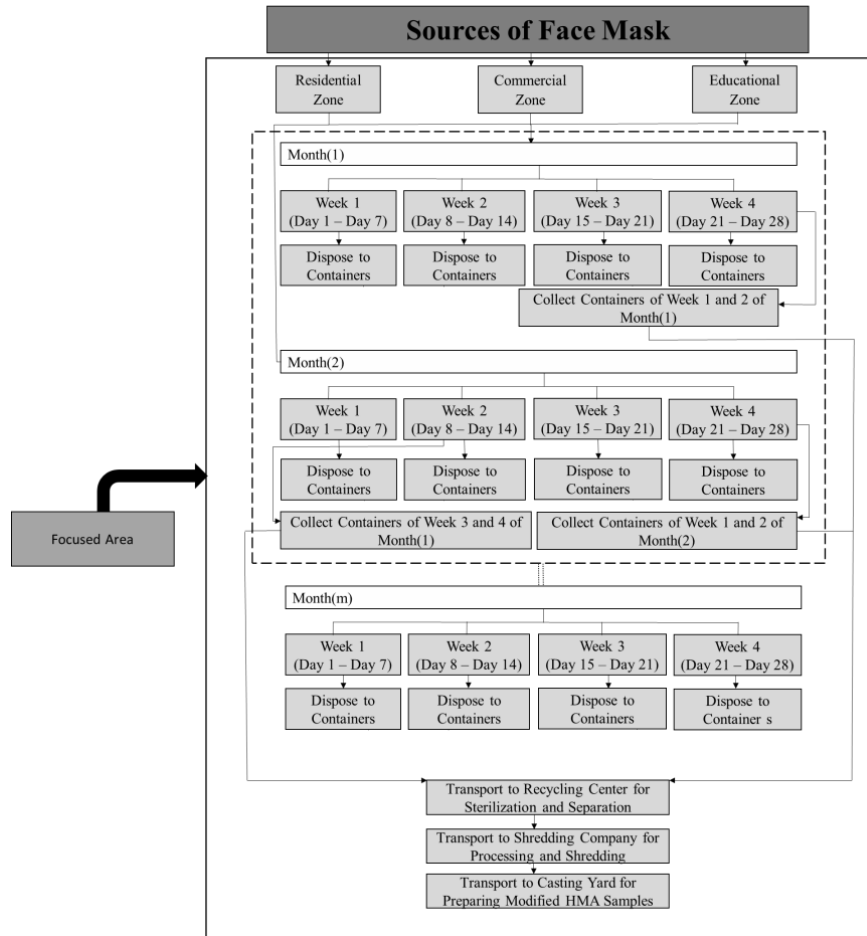 Sources of Face Mask
Residential
Zone
Commercial
Zone
Educational
Zone
Month(1)
Week 1
(Day 1 – Day 7)
Week 2
(Day 8 – Day 14)
Week 3
(Day 15 – Day 21)
Week 4
(Day 21 – Day 28)
Dispose to
Containers
Dispose to
Containers
Dispose to
Containers
Dispose to
Containers
Collect Containers of Week 1 and 2 of
Month(1)
Month(2)
Week 1
(Day 1 – Day 7)
Week 2
(Day 8 – Day 14)
Week 3
(Day 15 – Day 21)
Week 4
(Day 21 – Day 28)
Dispose to
Containers
Dispose to
Containers
Dispose to
Containers
Dispose to
Containers
Collect Containers of Week 3 and 4 of
Month(1)
Collect Containers of Week 1 and 2 of
Month(2)
Focused Area
Month(m)
Week 1
(Day 1 – Day 7)
Week 2
(Day 8 – Day 14)
Week 3
(Day 15 – Day 21)
Week 4
(Day 21 – Day 28)
Dispose to
Containers
Dispose to
Containers
Dispose to
Containers
Dispose to
Container s
Transport to Recycling Center for
Sterilization and Separation
Transport to Shredding Company for
Processing and Shredding
Transport to Casting Yard for
Preparing Modified HMA Samples